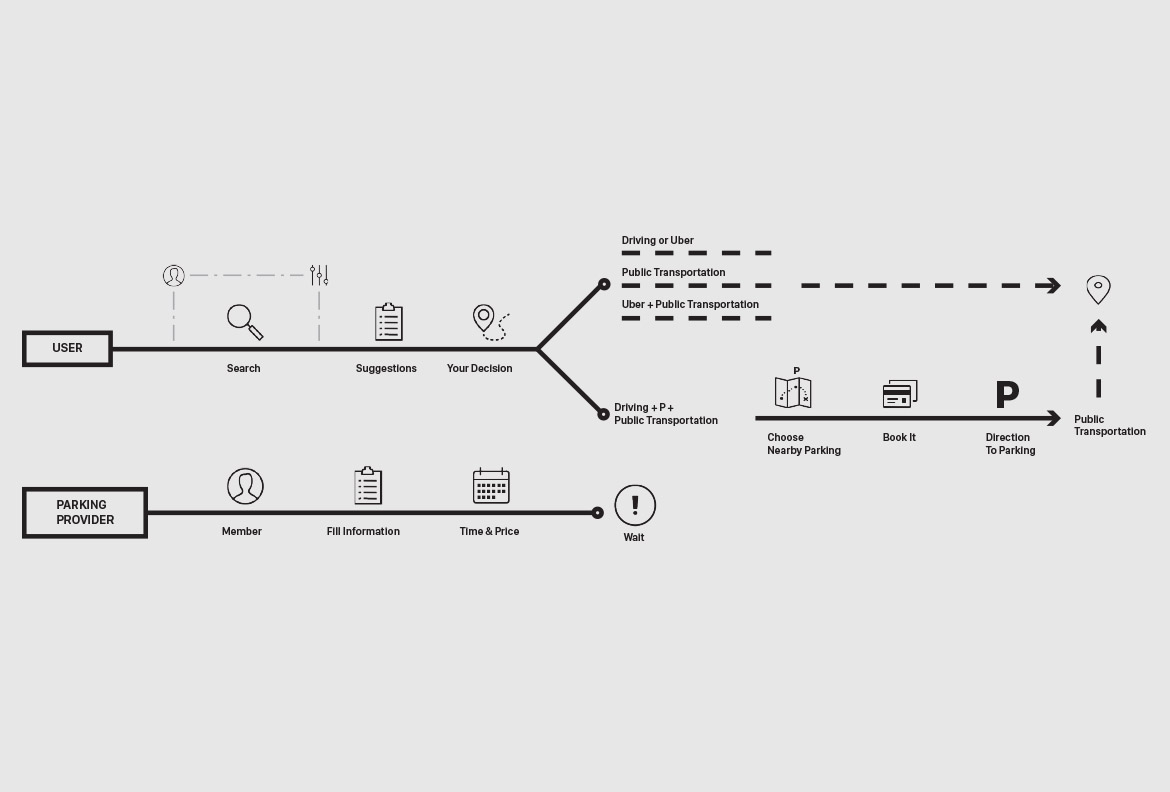 Driving or Uber
Public Transportation
Uber + Public Transportation
USER
Search
Suggestions
Your Decision
P
Driving + P +
Public Transportation
P
Choose
Nearby Parking
Book It
Direction
To Parking
Public
Transportation
PARKING
PROVIDER
Member
Fill Information
Time & Price
!
Wait